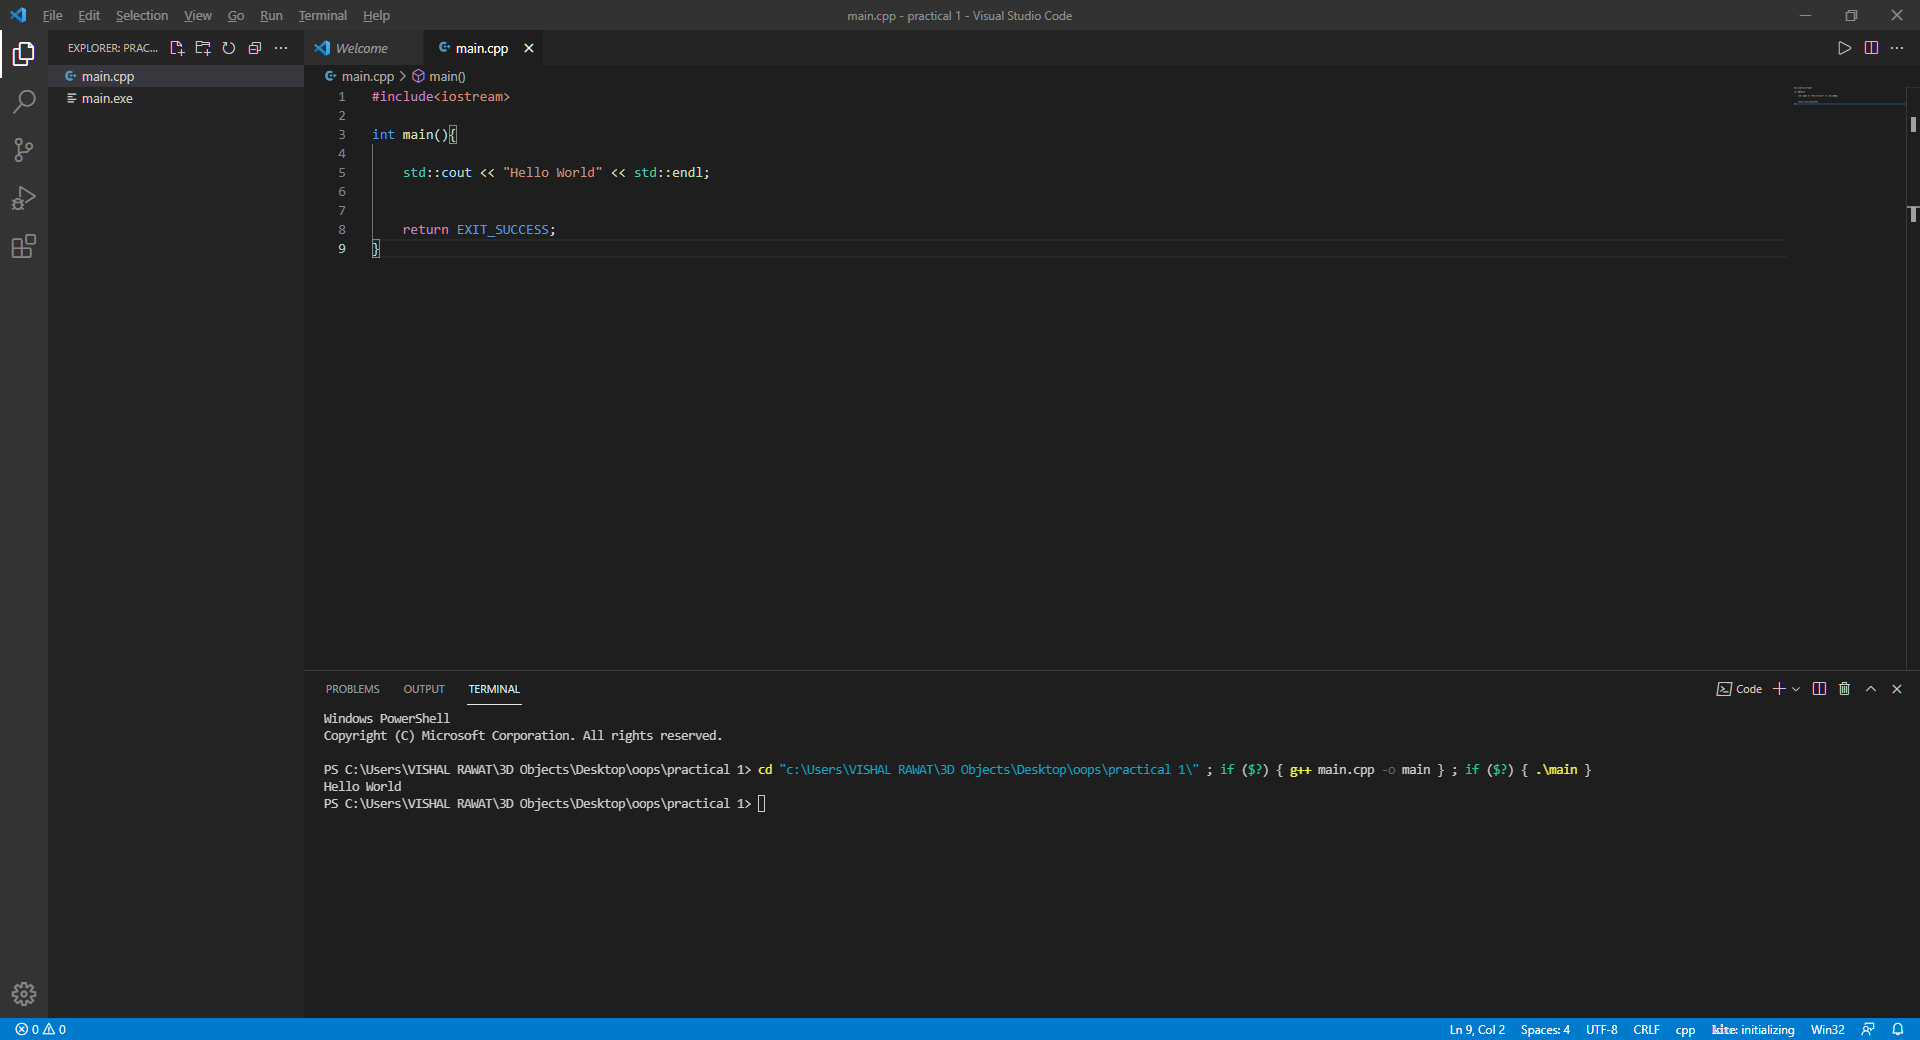 File Edit Selection View Go Run Terminal Help
main.cpp - practical 1 - Visual Studio Code
EXPLORER: PRAC...
main.cpp
main.exe
Welcome
main.cpp
main.cpp > main()
1 #include<iostream>
2
3 int main(){
4
5 std::cout << "Hello World" << std::endl;
6
7
8 return EXIT_SUCCESS;
9 }
PROBLEMS OUTPUT TERMINAL
Code
Windows PowerShell
Copyright (C) Microsoft Corporation. All rights reserved.
PS C:\Users\VISHAL RAWAT\3D Objects\Desktop\oops\practical 1> cd "c:\Users\VISHAL RAWAT\3D Objects\Desktop\oops\practical 1\" ; if ($?) { g++ main.cpp -o main } ; if ($?) { .\main }
Hello World
PS C:\Users\VISHAL RAWAT\3D Objects\Desktop\oops\practical 1>
0 0
Ln 9, Col 2 Spaces: 4 UTF-8 CRLF cpp kite: initializing Win32